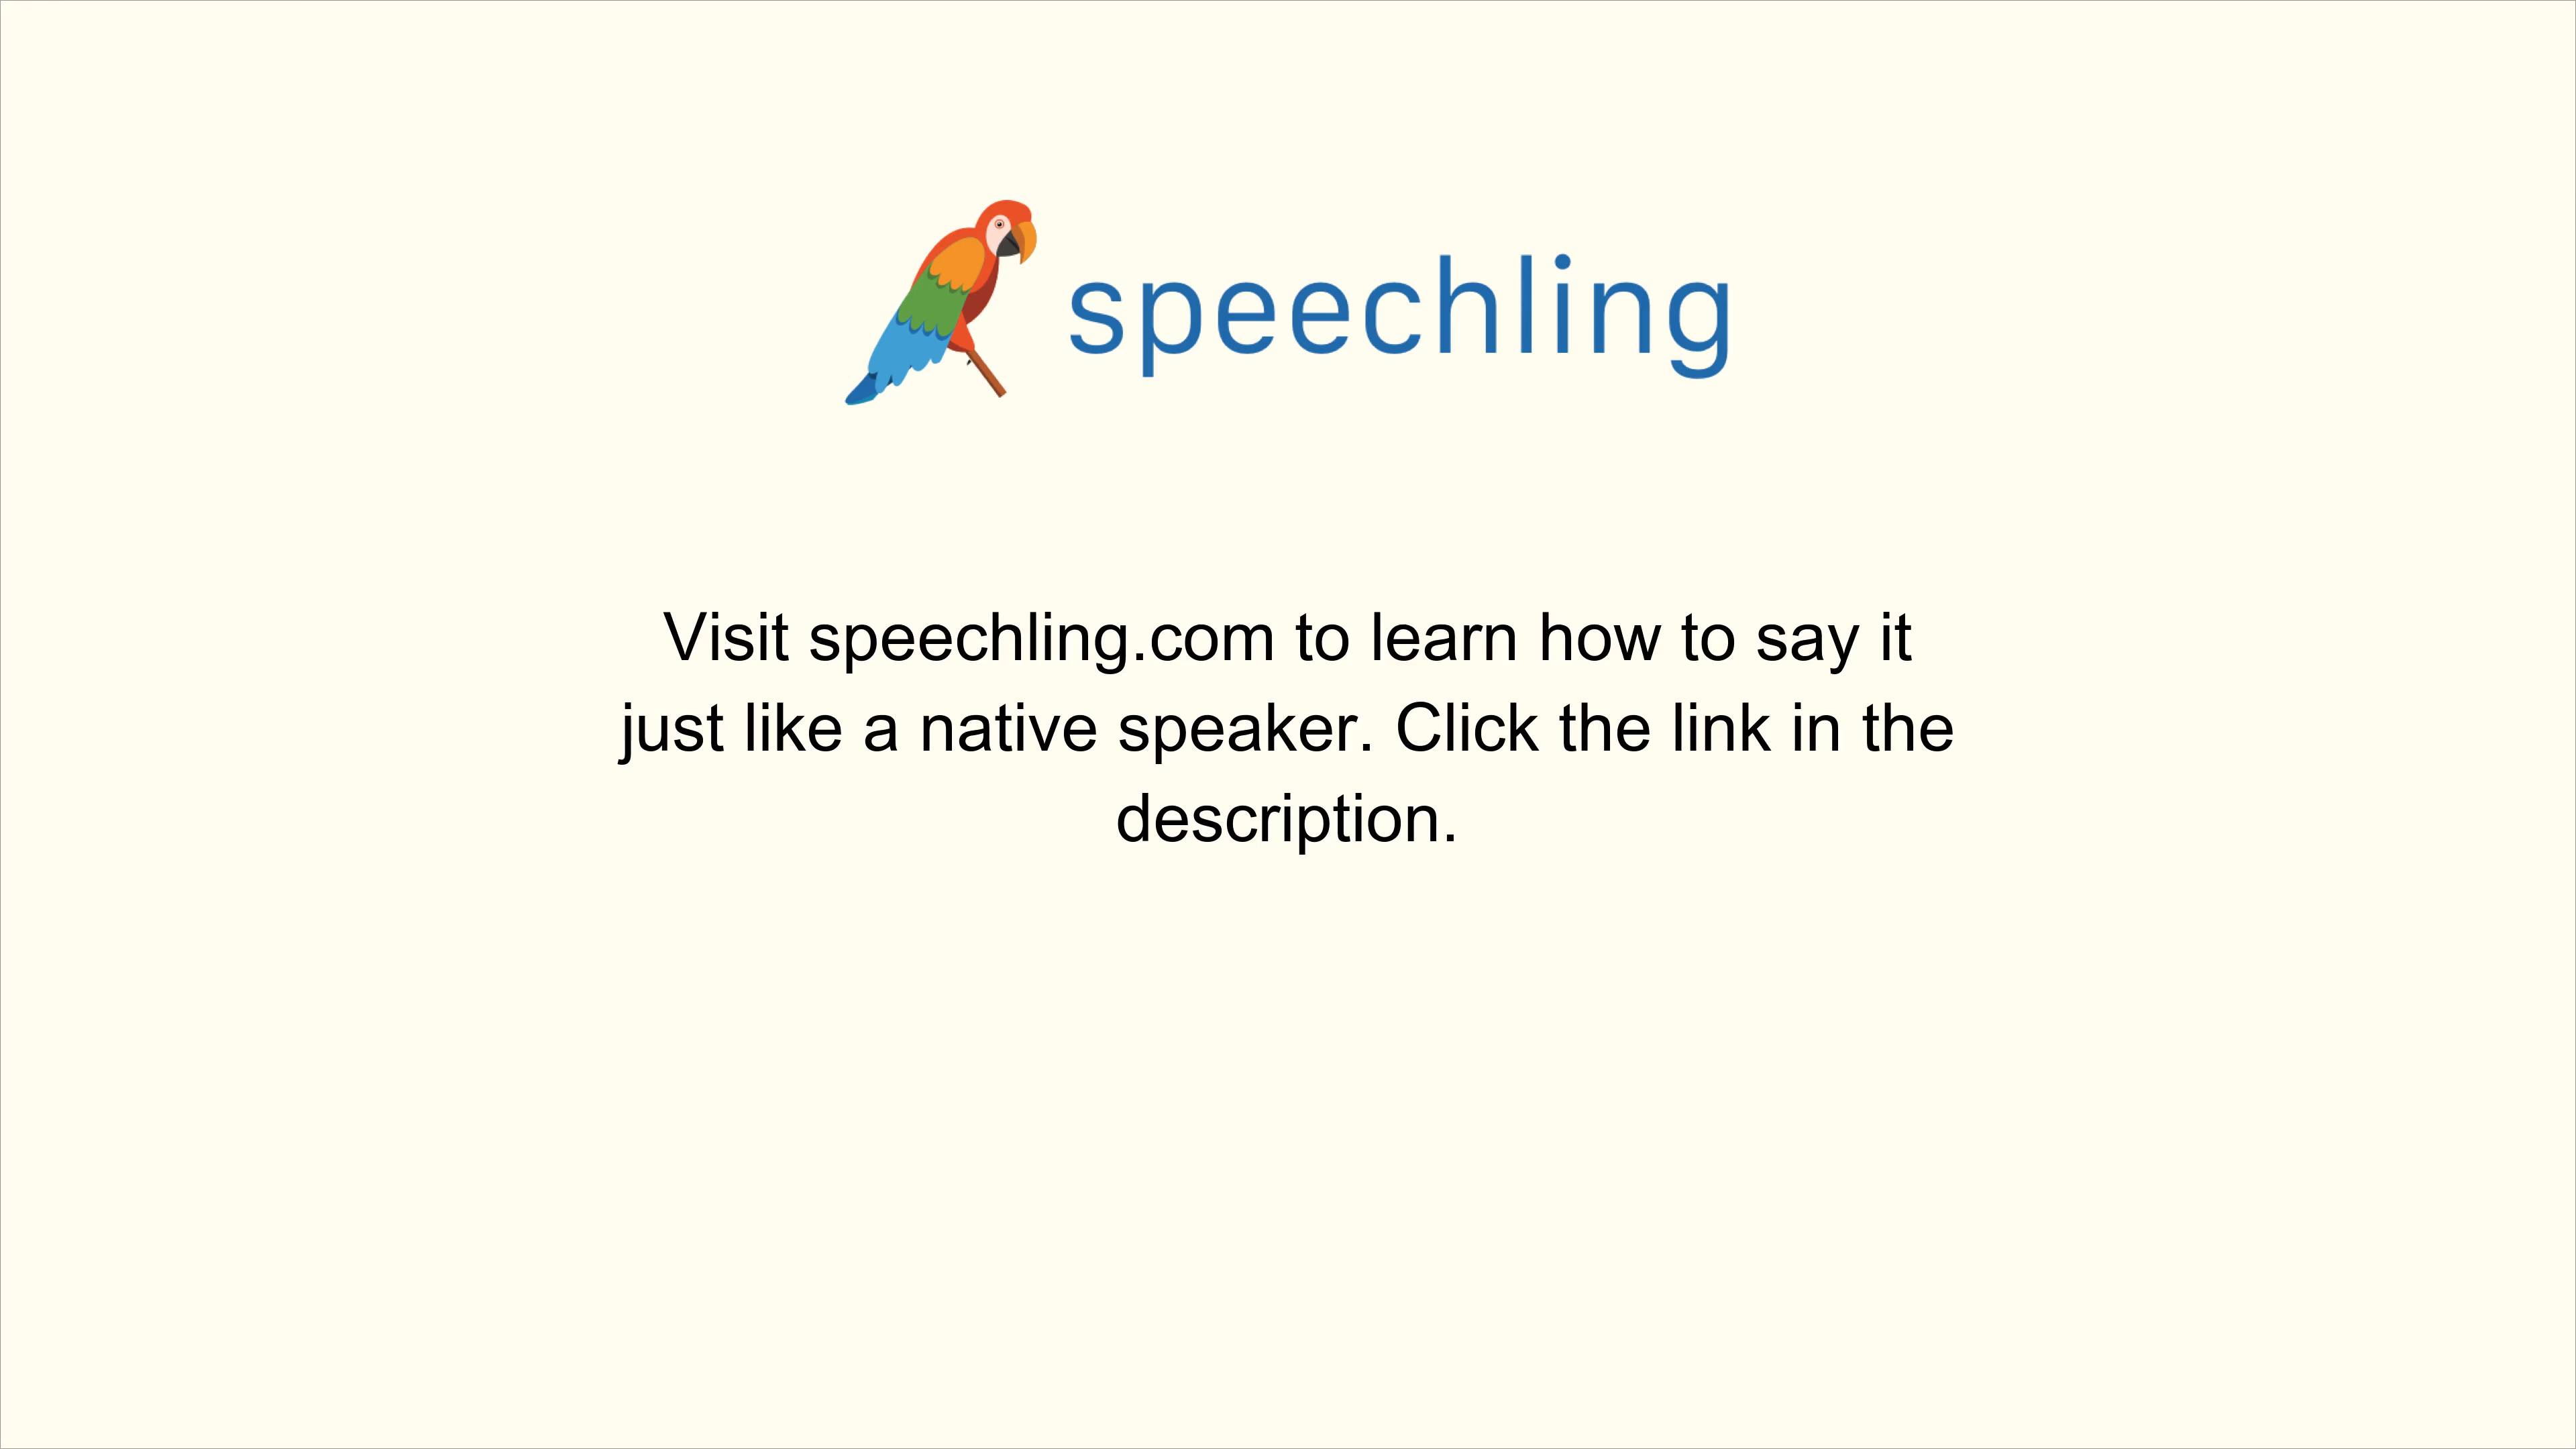 speechling
Visit speechling.com to learn how to say it
just like a native speaker. Click the link in the
description.